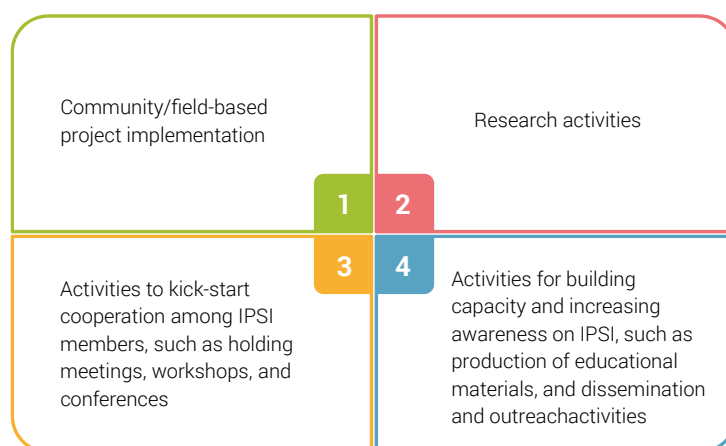 Community/field-based
project implementation
Research activities
1
2
3
4
Activities to kick-start
cooperation among IPSI
members, such as holding
meetings, workshops, and
conferences
Activities for building
capacity and increasing
awareness on IPSI, such as
production of educational
materials, and dissemination
and outreachactivities